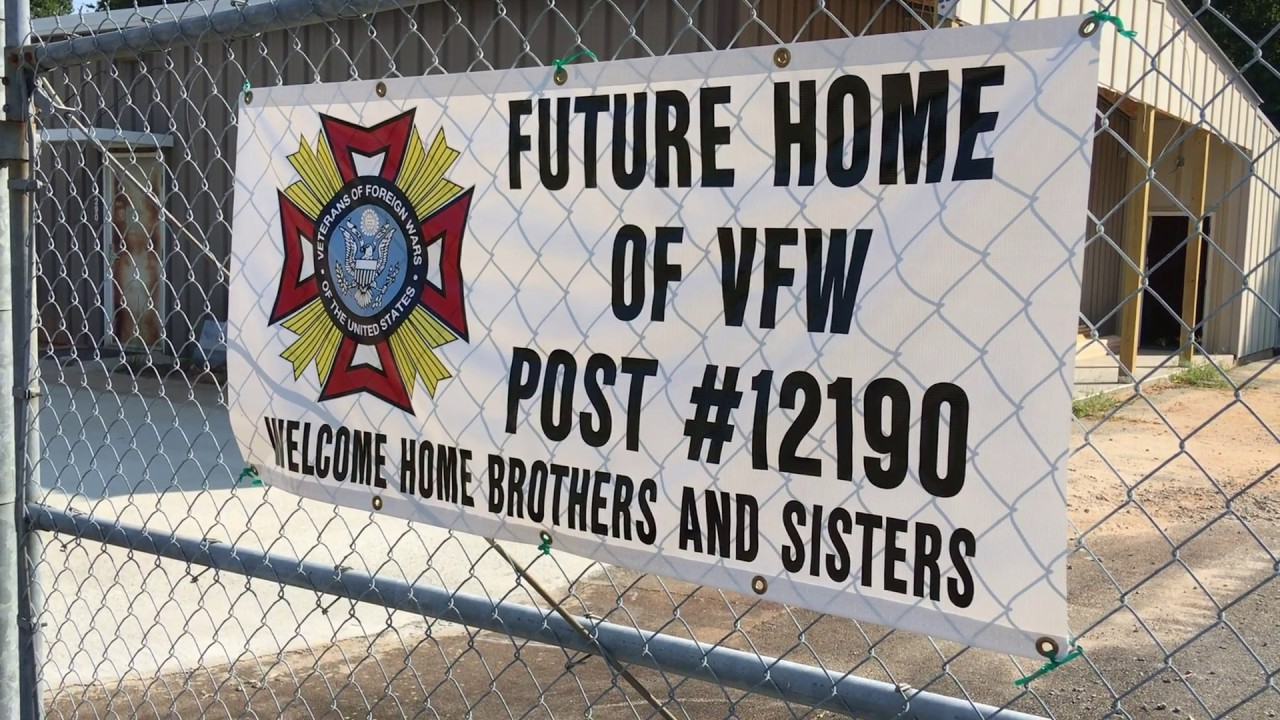 VETERANS OF FOREIGN WARS
OF THE UNITED STATES
FUTURE HOME
OF VFW
POST #12190
WELCOME HOME BROTHERS AND SISTERS